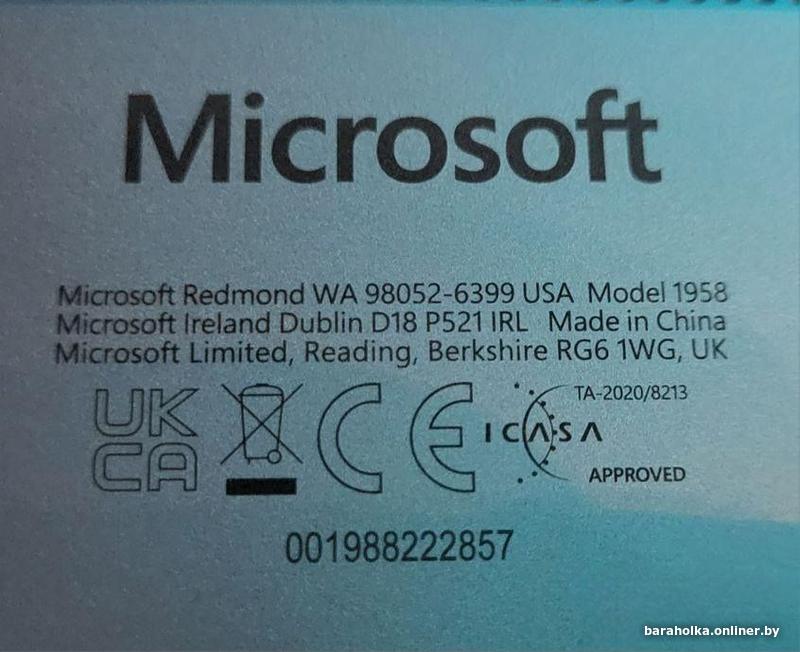 Microsoft
Microsoft Redmond WA 98052-6399 USA Model 1958
Microsoft Ireland Dublin D18 P521 IRL Made in China
Microsoft Limited, Reading, Berkshire RG6 1WG, UK
UK
CA
CE
TA-2020/8213
ICASA
APPROVED
001988222857
baraholka.onliner.by